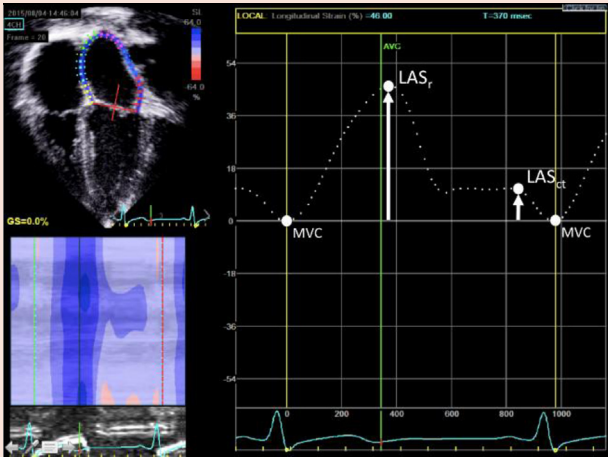 2015/08/04 14:46:04
4CH
Frame = 20
SI
64.0
-64.0
%
GS=0.0%
LOCAL: Longitudinal Strain (%) =46.00 T=370 msec
AVC
54
36
18
0
-18
-36
-54
LASr
LASct
MVC
MVC
0 200 400 600 800 1000